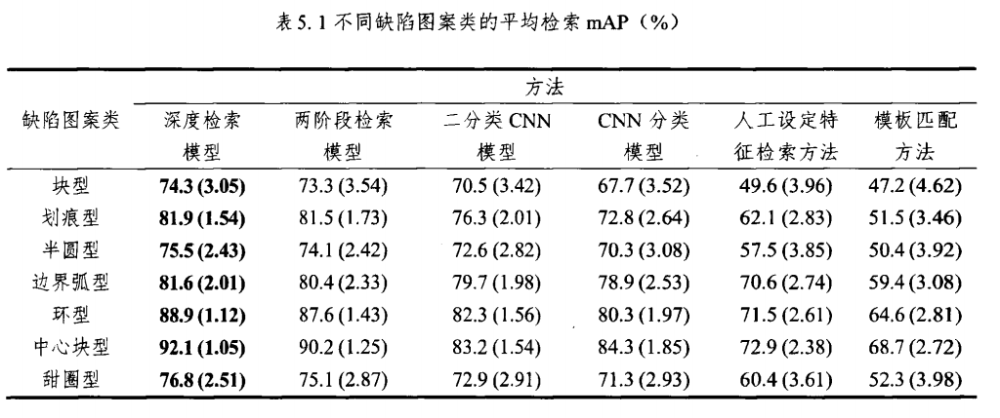 表5.1 不同缺陷图案类的平均检索 mAP（%）
方法
缺陷图案类 深度检索 两阶段检索 二分类 CNN CNN 分类 人工设定特 模板匹配
模型 模型 模型 模型 征检索方法 方法
块型 74.3 (3.05) 73.3 (3.54) 70.5 (3.42) 67.7 (3.52) 49.6 (3.96) 47.2 (4.62)
划痕型 81.9 (1.54) 81.5 (1.73) 76.3 (2.01) 72.8 (2.64) 62.1 (2.83) 51.5 (3.46)
半圆型 75.5 (2.43) 74.1 (2.42) 72.6 (2.82) 70.3 (3.08) 57.5 (3.85) 50.4 (3.92)
边界弧型 81.6 (2.01) 80.4 (2.33) 79.7 (1.98) 78.9 (2.53) 70.6 (2.74) 59.4 (3.08)
环型 88.9 (1.12) 87.6 (1.43) 82.3 (1.56) 80.3 (1.97) 71.5 (2.61) 64.6 (2.81)
中心块型 92.1 (1.05) 90.2 (1.25) 83.2 (1.54) 84.3 (1.85) 72.9 (2.38) 68.7 (2.72)
甜圈型 76.8 (2.51) 75.1 (2.87) 72.9 (2.91) 71.3 (2.93) 60.4 (3.61) 52.3 (3.98)